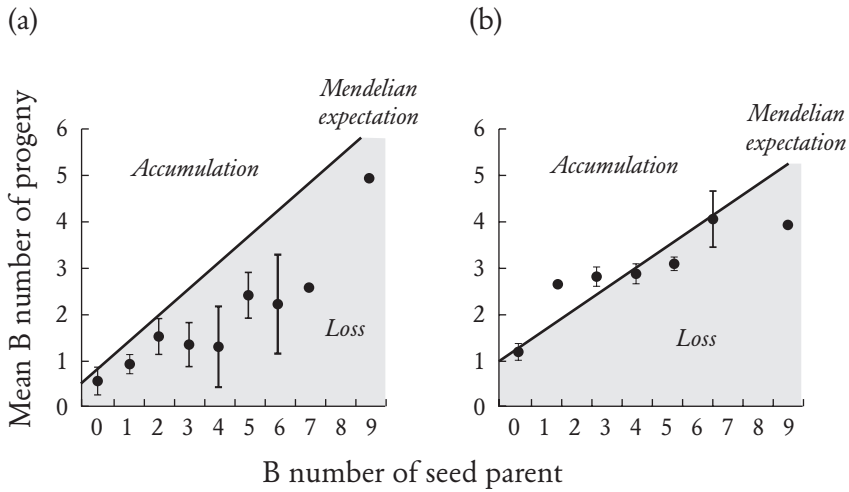 (a)
(b)
Mean B number of progeny
6
5
4
3
2
1
0
Accumulation
Mendelian
expectation
Loss
0 1 2 3 4 5 6 7 8 9
6
5
4
3
2
1
0
Accumulation
Mendelian
expectation
Loss
0 1 2 3 4 5 6 7 8 9
B number of seed parent